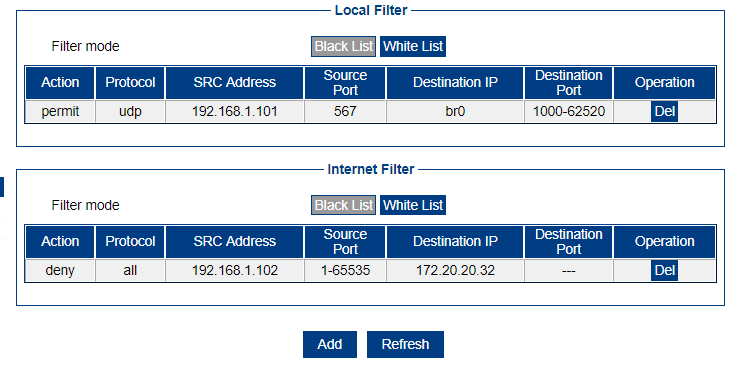 Local Filter
Filter mode Black List White List
Action Protocol SRC Address Source Port Destination IP Destination Port Operation
permit udp 192.168.1.101 567 br0 1000-62520 Del
Internet Filter
Filter mode Black List White List
Action Protocol SRC Address Source Port Destination IP Destination Port Operation
deny all 192.168.1.102 1-65535 172.20.20.32 --- Del
Add Refresh